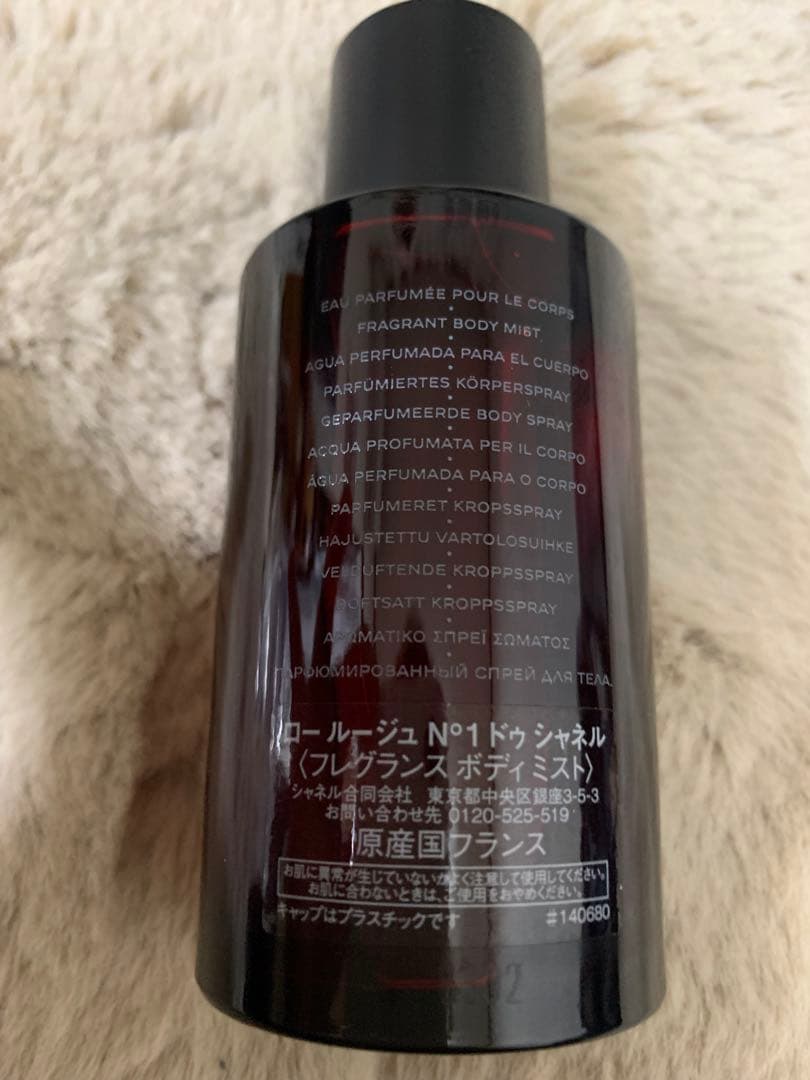 EAU PARFUMÉE POUR LE CORPS
FRAGRANT BODY MIST
AGUA PERFUMADA PARA EL CUERPO
PARFÜMIERTES KÖRPERSPRAY
GEPARFUMEERDE BODY SPRAY
ACQUA PROFUMATA PER IL CORPO
ÁGUA PERFUMADA PARA O CORPO
PARFUMERET KROPSSPRAY
HAJUSTETTU VARTOLOSUIHKE
VELDUFTENDE KROPPSSPRAY
DOFTSATT KROPPSSPRAY
ΑΡΩΜΑΤΙΚΟ ΣΠΡΕΪ ΣΩΜΑΤΟΣ
ПАРФЮМИРОВАННЫЙ СПРЕЙ ДЛЯ ТЕЛА
ロー ルージュ N°1 ドゥ シャネル
〈フレグランス ボディ ミスト〉
シャネル合同会社 東京都中央区銀座3-5-3
お問い合わせ先 0120-525-519
原産国フランス
お肌に異常が生じていないかよく注意して使用してください。
お肌に合わないときは、ご使用をおやめください。
キャップはプラスチックです #140680